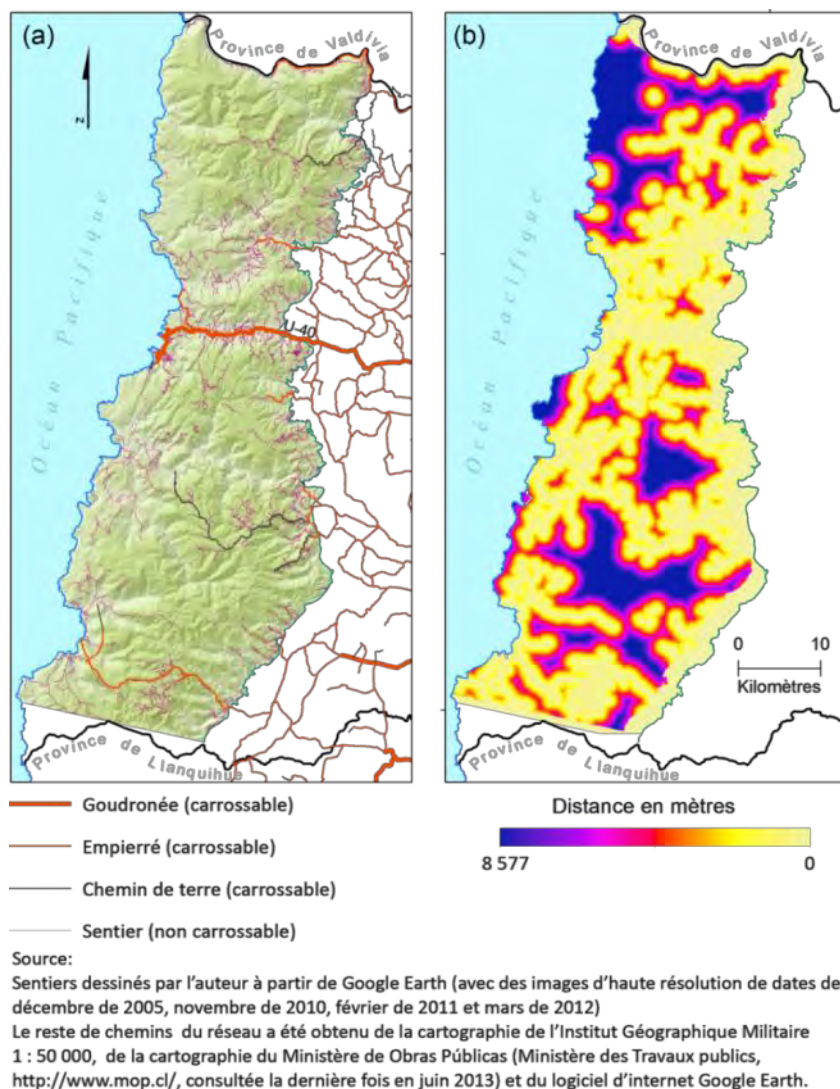 (a)
Province de Valdivia
z
Océan Pacifique
U-40
Province de Llanquihue
(b)
Province de Valdivia
Océan Pacifique
0 10
Kilomètres
Province de Llanquihue
Goudronée (carrossable)
Empierré (carrossable)
Chemin de terre (carrossable)
Sentier (non carrossable)
Distance en mètres
8 577 0
Source:
Sentiers dessinés par l'auteur à partir de Google Earth (avec des images d'haute résolution de dates de
décembre de 2005, novembre de 2010, février de 2011 et mars de 2012)
Le reste de chemins du réseau a été obtenu de la cartographie de l'Institut Géographique Militaire
1 : 50 000, de la cartographie du Ministère de Obras Públicas (Ministère des Travaux publics,
http://www.mop.cl/, consultée la dernière fois en juin 2013) et du logiciel d'internet Google Earth.